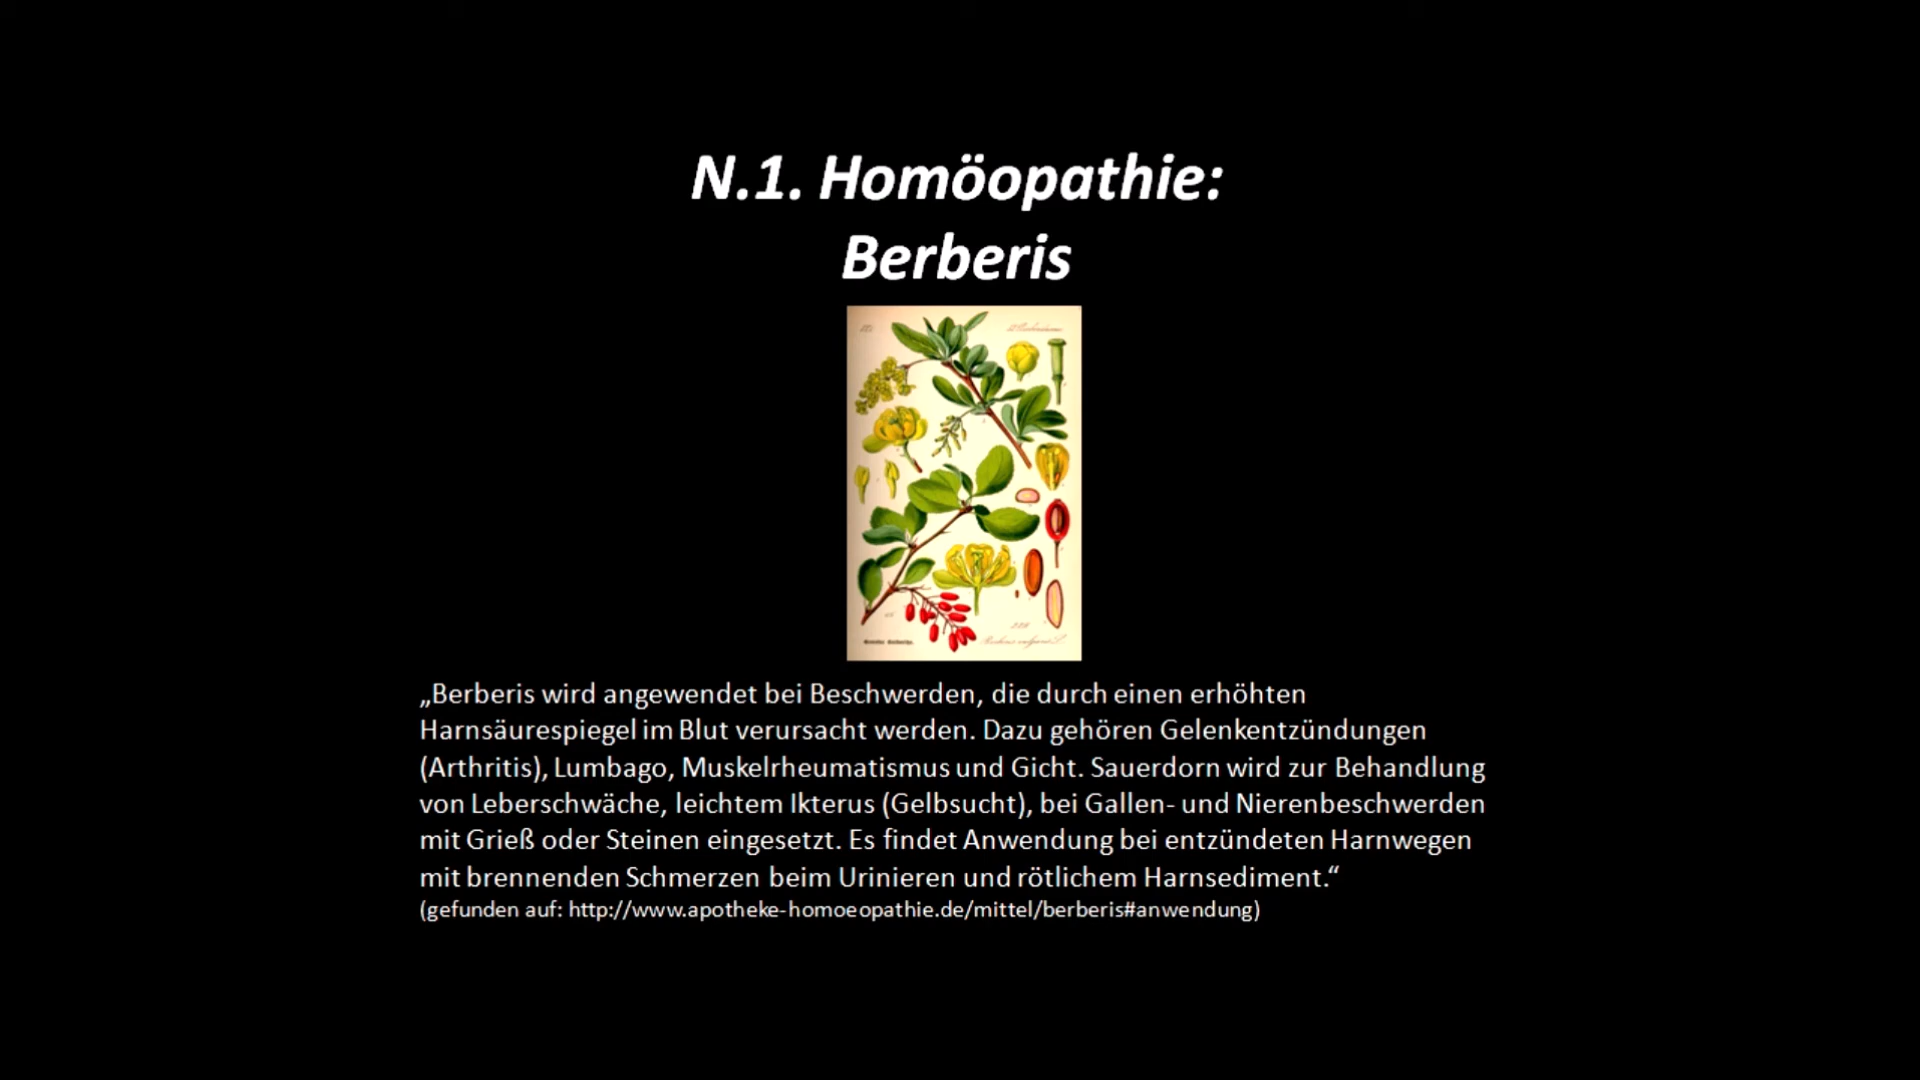 N.1. Homöopathie:
Berberis
„Berberis wird angewendet bei Beschwerden, die durch einen erhöhten
Harnsäurespiegel im Blut verursacht werden. Dazu gehören Gelenkentzündungen
(Arthritis), Lumbago, Muskelrheumatismus und Gicht. Sauerdorn wird zur Behandlung
von Leberschwäche, leichtem Ikterus (Gelbsucht), bei Gallen- und Nierenbeschwerden
mit Grieß oder Steinen eingesetzt. Es findet Anwendung bei entzündeten Harnwegen
mit brennenden Schmerzen beim Urinieren und rötlichem Harnsediment.“
(gefunden auf: http://www.apotheke-homoeopathie.de/mittel/berberis#anwendung)